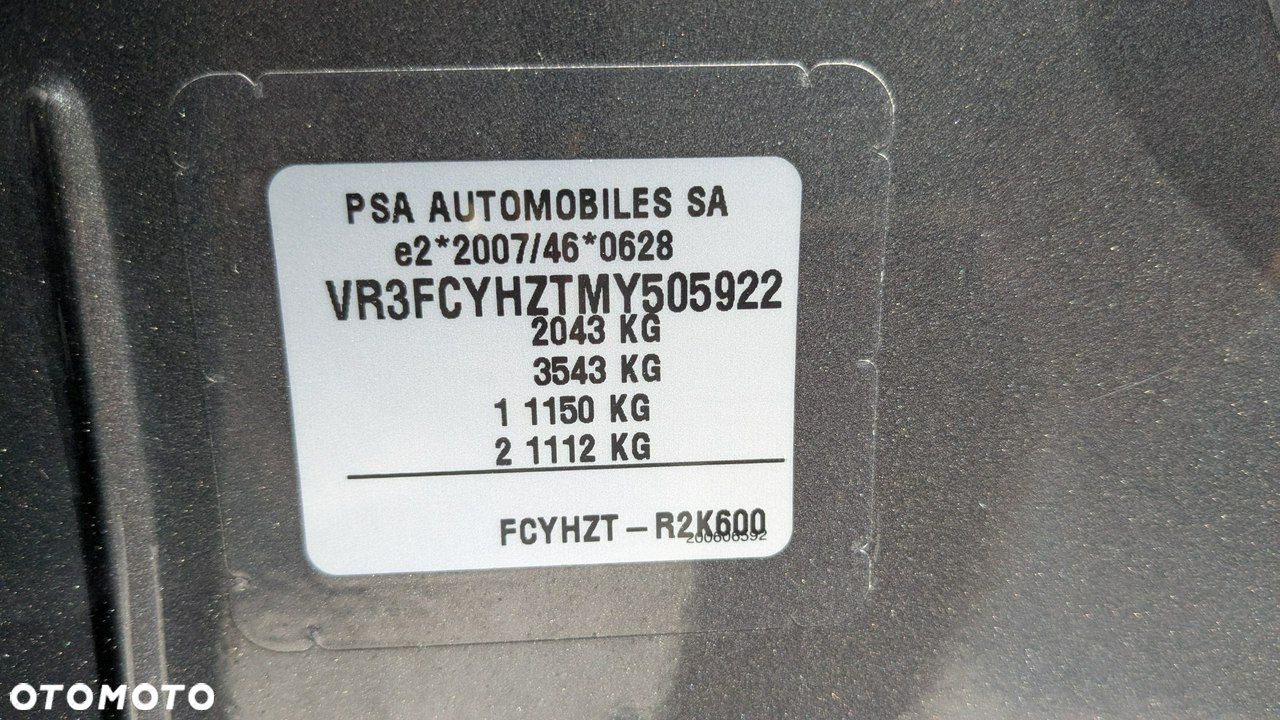 PSA AUTOMOBILES SA
e2*2007/46*0628
VR3FCYHZTMY505922
2043 KG
3543 KG
1 1150 KG
2 1112 KG
FCYHZT – R2K600
200606592
OTOMOTO